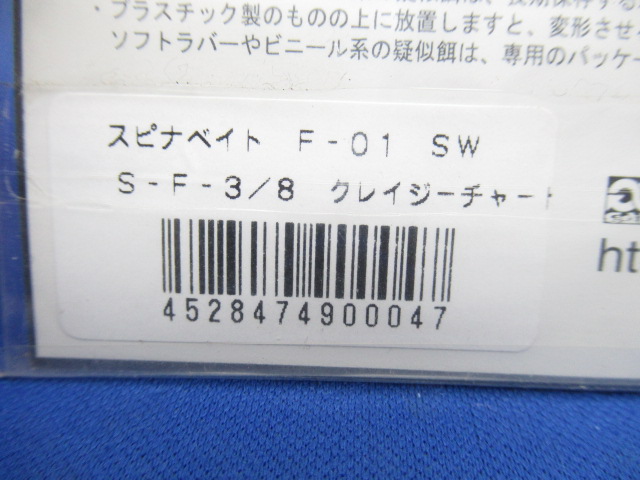 ・プラスチック製のものの上に放置しますと、変形させ
ソフトラバーやビニール系の疑似餌は、専用のパッケー
スピナベイト F-01 SW
S-F-3/8 クレイジーチャート
4528474900047
ht